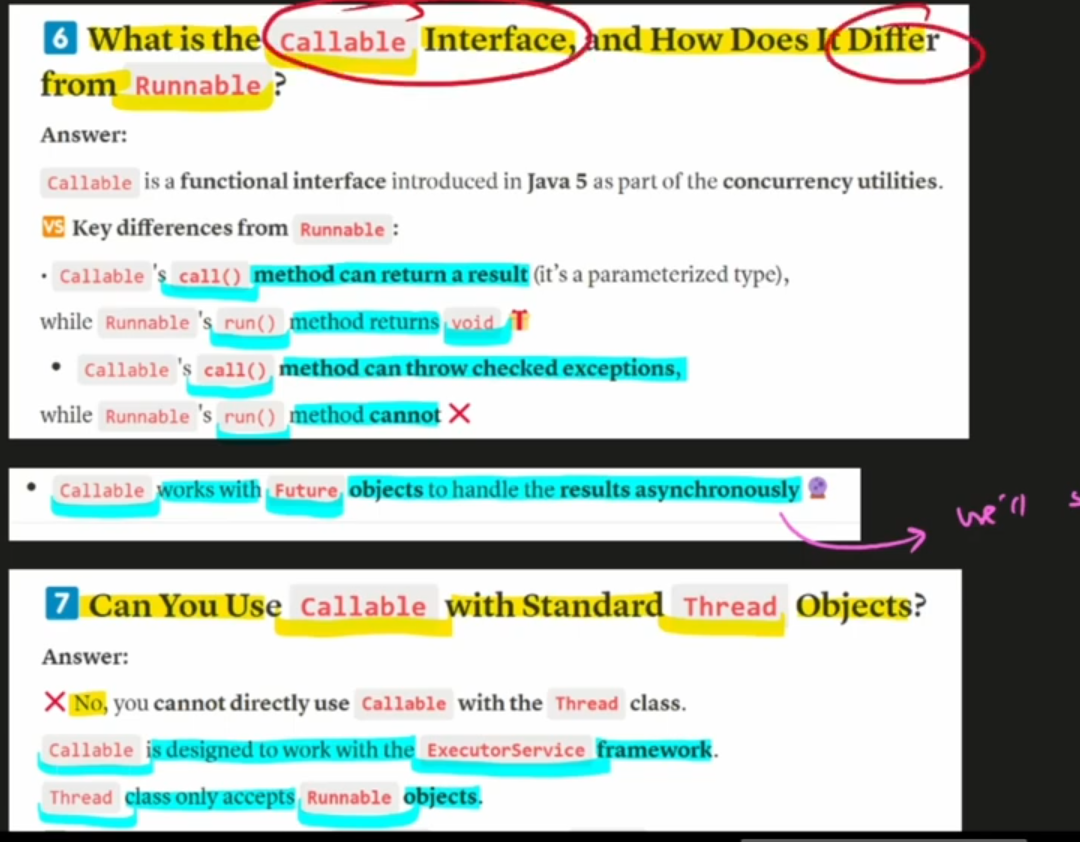 6 What is the Callable Interface, and How Does It Differ
from Runnable ?
Answer:
Callable is a functional interface introduced in Java 5 as part of the concurrency utilities.
VS Key differences from Runnable :
· Callable 's call() method can return a result (it's a parameterized type),
while Runnable 's run() method returns void
• Callable 's call() method can throw checked exceptions,
while Runnable 's run() method cannot ❌
• Callable works with Future objects to handle the results asynchronously 🔮
we'll
7 Can You Use Callable with Standard Thread Objects?
Answer:
❌ No, you cannot directly use Callable with the Thread class.
Callable is designed to work with the ExecutorService framework.
Thread class only accepts Runnable objects.